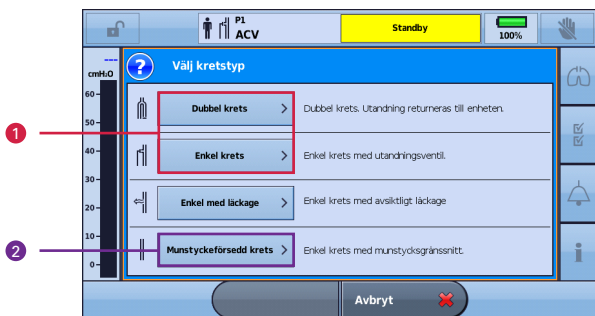 P1
ACV
Standby
100%
---
cmH₂O
Välj kretstyp
60
50
40
30
20
10
0
1
Dubbel krets
Dubbel krets. Utandning returneras till enheten.
Enkel krets
Enkel krets med utandningsventil.
Enkel med läckage
Enkel krets med avsiktligt läckage
2
Munstyckeförsedd krets
Enkel krets med munstycksgränssnitt.
Avbryt